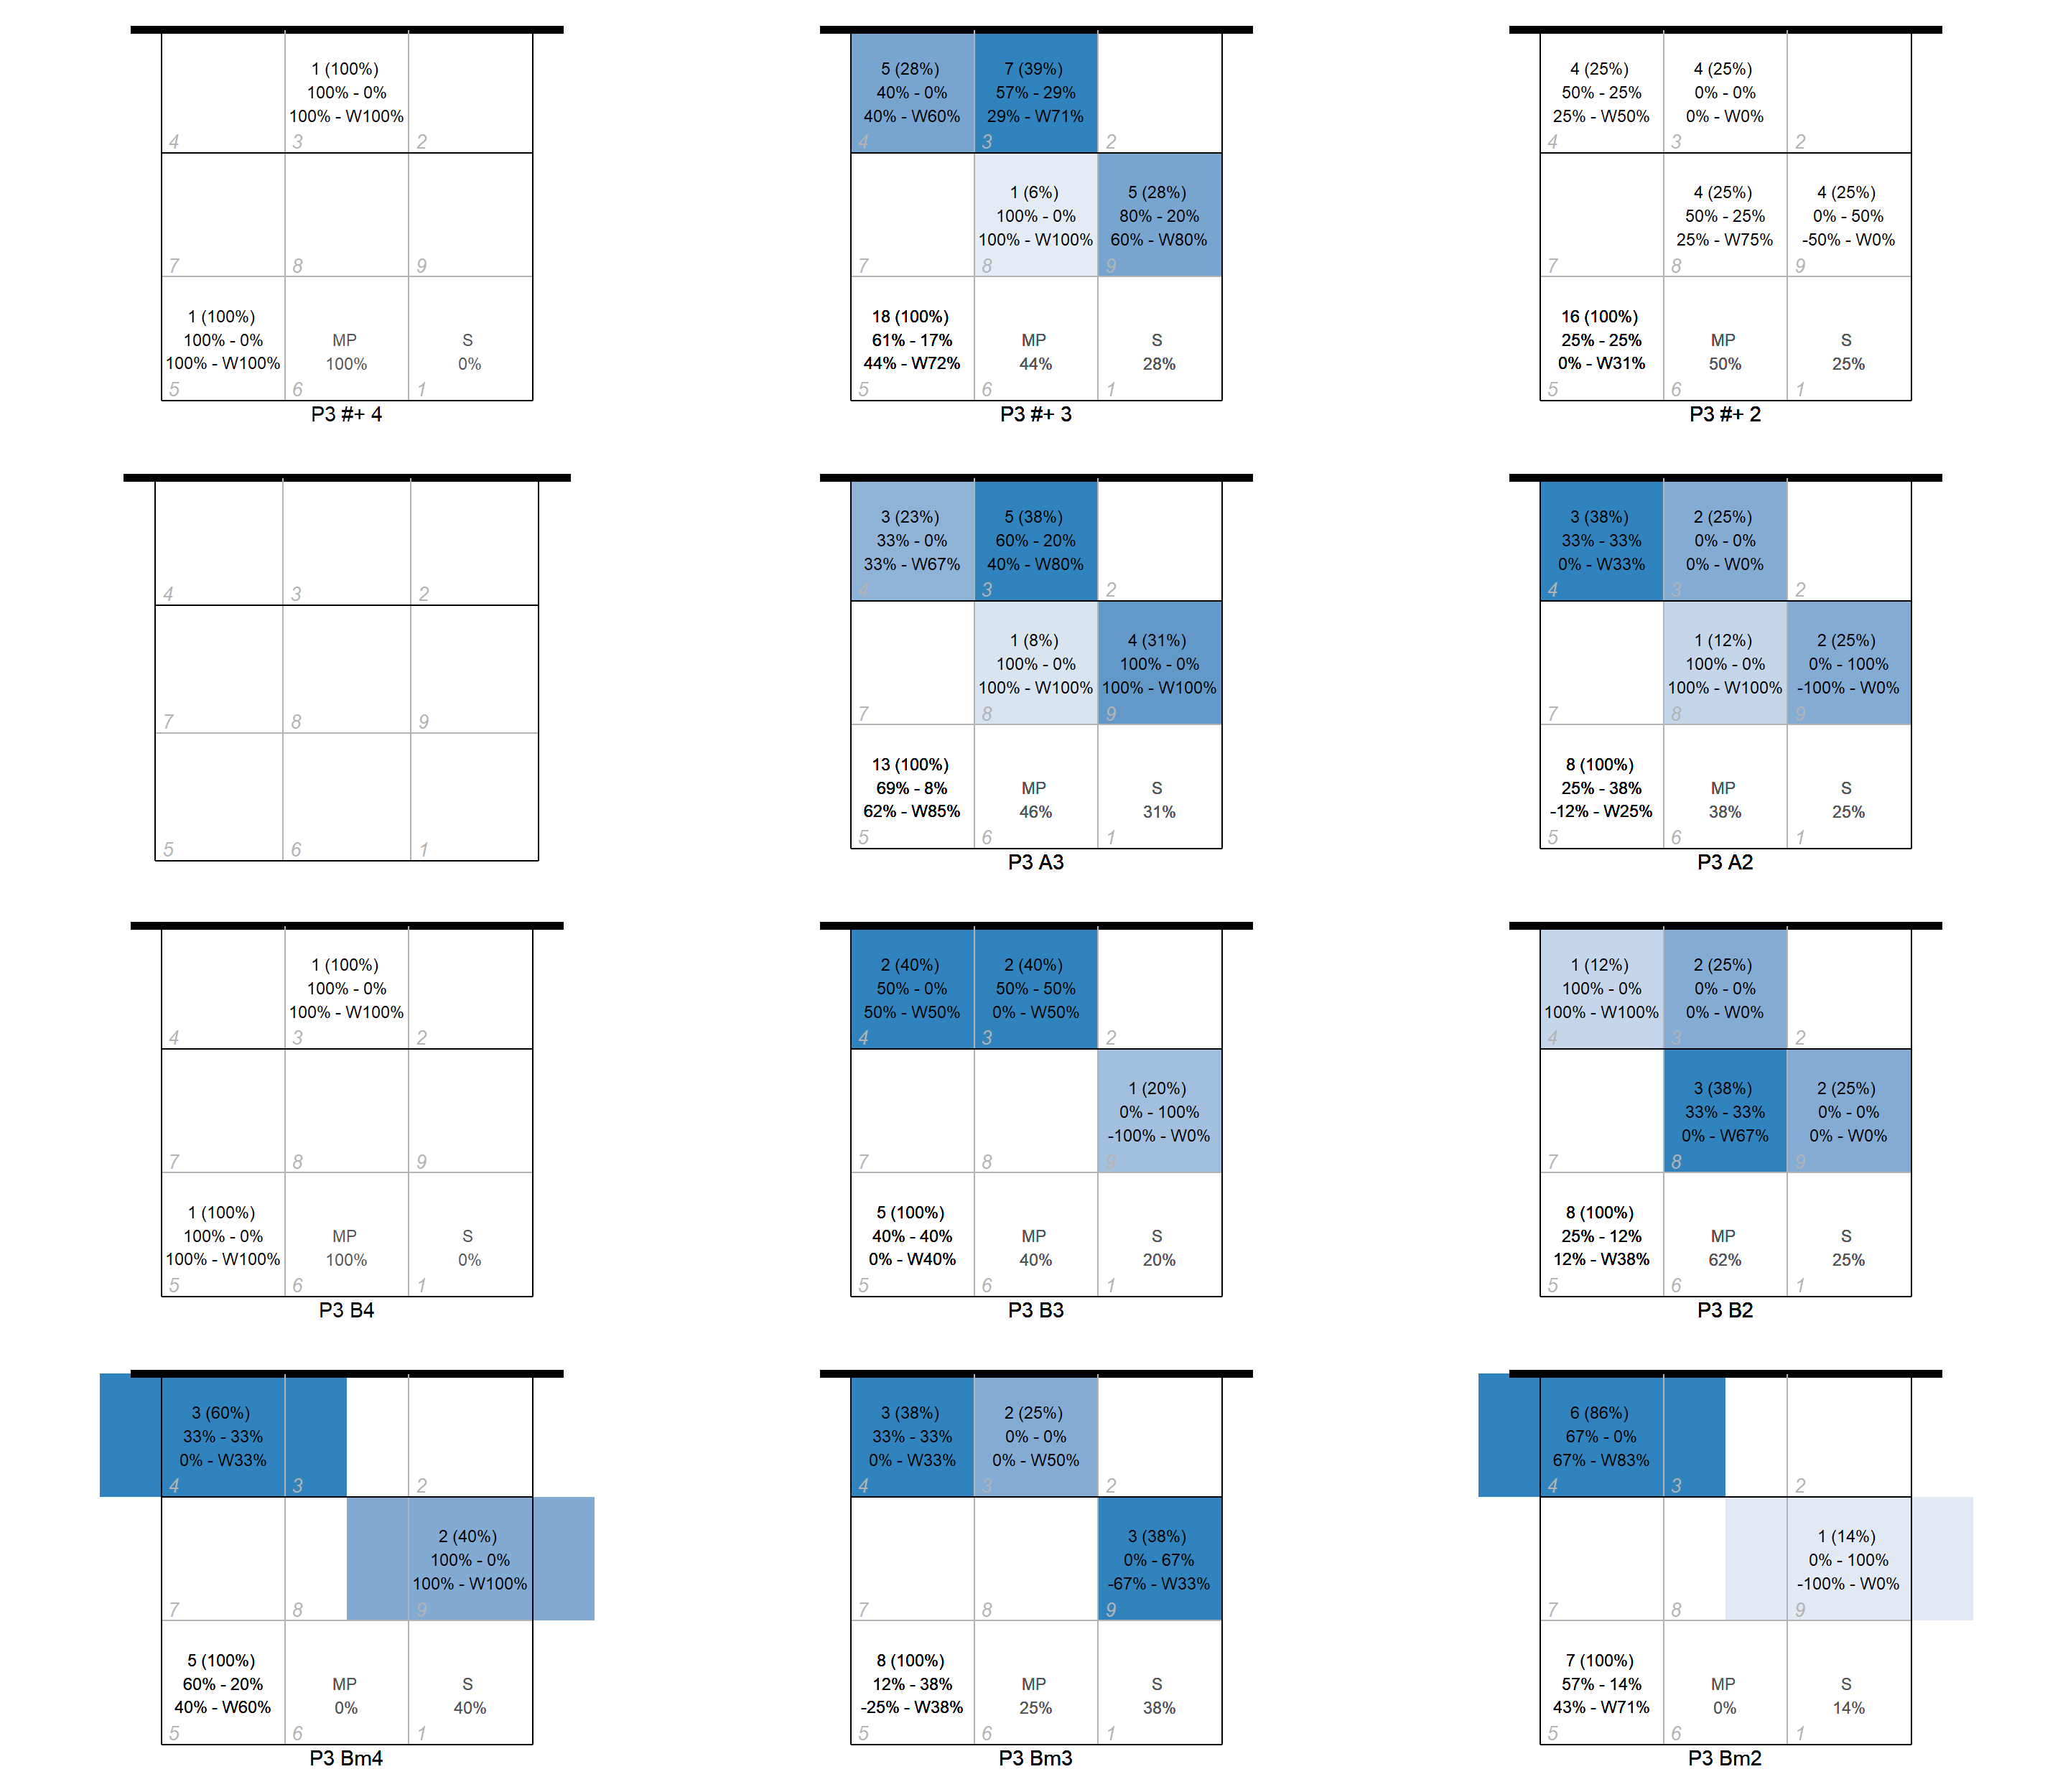 1 (100%)
100% - 0%
100% - W100%
4
3
2
7
8
9
1 (100%)
100% - 0%
100% - W100%
MP
100%
S
0%
5
6
1
P3 #+ 4
5 (28%)
40% - 0%
40% - W60%
7 (39%)
57% - 29%
29% - W71%
4
3
2
1 (6%)
100% - 0%
100% - W100%
5 (28%)
80% - 20%
60% - W80%
7
8
9
18 (100%)
61% - 17%
44% - W72%
MP
44%
S
28%
5
6
1
P3 #+ 3
4 (25%)
50% - 25%
25% - W50%
4 (25%)
0% - 0%
0% - W0%
4
3
2
4 (25%)
50% - 25%
25% - W75%
4 (25%)
0% - 50%
-50% - W0%
7
8
9
16 (100%)
25% - 25%
0% - W31%
MP
50%
S
25%
5
6
1
P3 #+ 2
4
3
2
7
8
9
5
6
1
3 (23%)
33% - 0%
33% - W67%
5 (38%)
60% - 20%
40% - W80%
4
3
2
1 (8%)
100% - 0%
100% - W100%
4 (31%)
100% - 0%
100% - W100%
7
8
9
13 (100%)
69% - 8%
62% - W85%
MP
46%
S
31%
5
6
1
P3 A3
3 (38%)
33% - 33%
0% - W33%
2 (25%)
0% - 0%
0% - W0%
4
3
2
1 (12%)
100% - 0%
100% - W100%
2 (25%)
0% - 100%
-100% - W0%
7
8
9
8 (100%)
25% - 38%
-12% - W25%
MP
38%
S
25%
5
6
1
P3 A2
1 (100%)
100% - 0%
100% - W100%
4
3
2
7
8
9
1 (100%)
100% - 0%
100% - W100%
MP
100%
S
0%
5
6
1
P3 B4
2 (40%)
50% - 0%
50% - W50%
2 (40%)
50% - 50%
0% - W50%
4
3
2
1 (20%)
0% - 100%
-100% - W0%
7
8
9
5 (100%)
40% - 40%
0% - W40%
MP
40%
S
20%
5
6
1
P3 B3
1 (12%)
100% - 0%
100% - W100%
2 (25%)
0% - 0%
0% - W0%
4
3
2
3 (38%)
33% - 33%
0% - W67%
2 (25%)
0% - 0%
0% - W0%
7
8
9
8 (100%)
25% - 12%
12% - W38%
MP
62%
S
25%
5
6
1
P3 B2
3 (60%)
33% - 33%
0% - W33%
4
3
2
2 (40%)
100% - 0%
100% - W100%
7
8
9
5 (100%)
60% - 20%
40% - W60%
MP
0%
S
40%
5
6
1
P3 Bm4
3 (38%)
33% - 33%
0% - W33%
2 (25%)
0% - 0%
0% - W50%
4
3
2
3 (38%)
0% - 67%
-67% - W33%
7
8
9
8 (100%)
12% - 38%
-25% - W38%
MP
25%
S
38%
5
6
1
P3 Bm3
6 (86%)
67% - 0%
67% - W83%
4
3
2
1 (14%)
0% - 100%
-100% - W0%
7
8
9
7 (100%)
57% - 14%
43% - W71%
MP
0%
S
14%
5
6
1
P3 Bm2